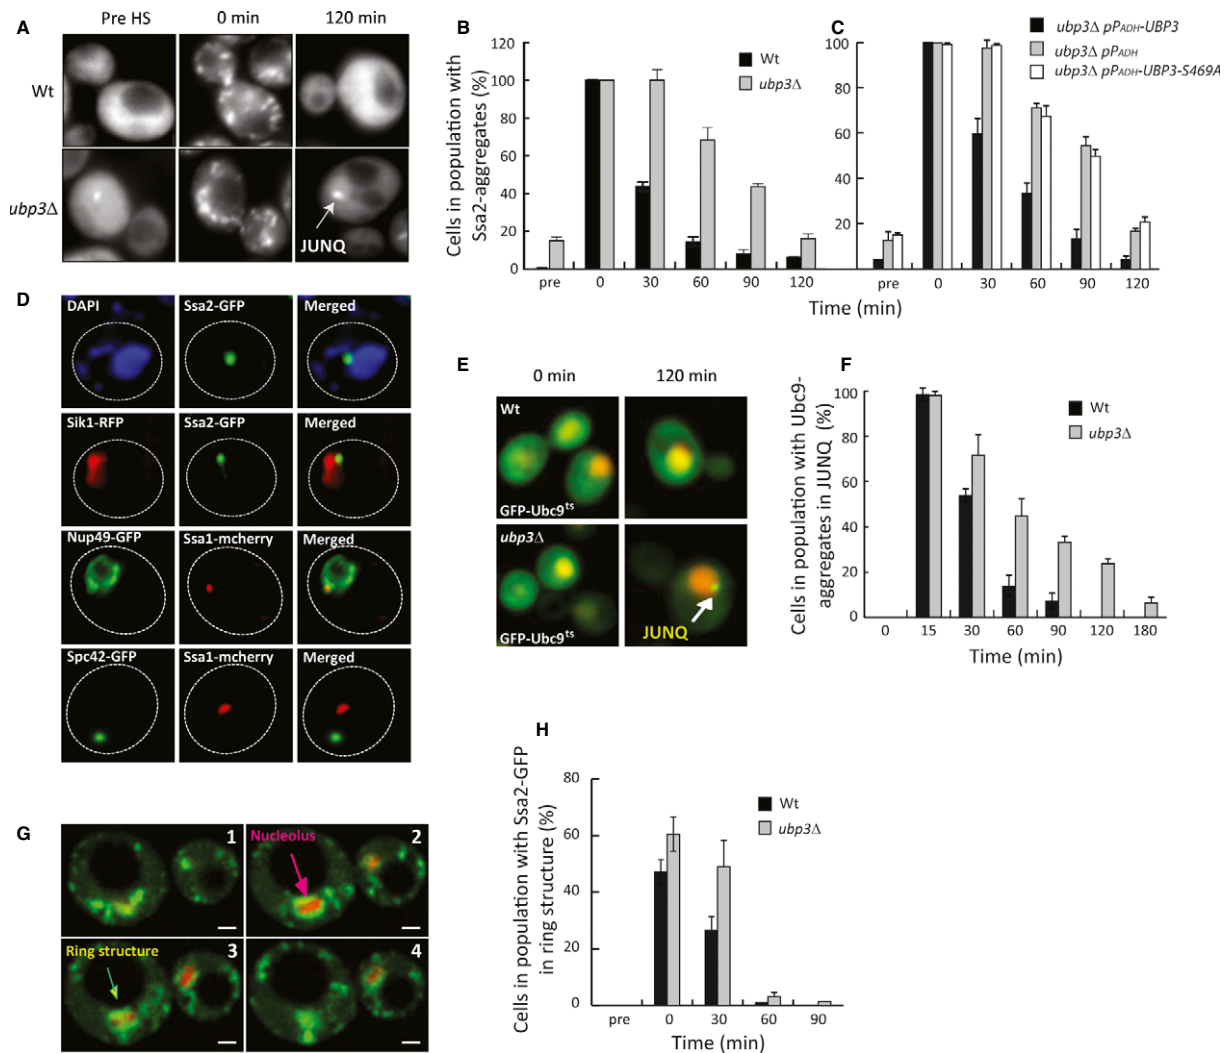 A
Pre HS
0 min
120 min
Wt
ubp3Δ
JUNQ
B
Cells in population with
Ssa2-aggregates (%)
120
100
80
60
40
20
0
Wt
ubp3Δ
pre
0
30
60
90
120
C
100
80
60
40
20
ubp3Δ pPADH-UBP3
ubp3Δ pPADH
ubp3Δ pPADH-UBP3-S469A
pre
0
30
60
90
120
Time (min)
D
DAPI
Ssa2-GFP
Merged
Sik1-RFP
Ssa2-GFP
Merged
Nup49-GFP
Ssa1-mcherry
Merged
Spc42-GFP
Ssa1-mcherry
Merged
E
0 min
120 min
Wt
GFP-Ubc9ts
ubp3Δ
GFP-Ubc9ts
JUNQ
F
Cells in population with Ubc9-
aggregates in JUNQ (%)
100
80
60
40
20
0
Wt
ubp3Δ
0
15
30
60
90
120
180
Time (min)
G
1
Nucleolus
2
Ring structure
3
4
H
Cells in population with Ssa2-GFP
in ring structure (%)
80
60
40
20
0
Wt
ubp3Δ
pre
0
30
60
90
Time (min)